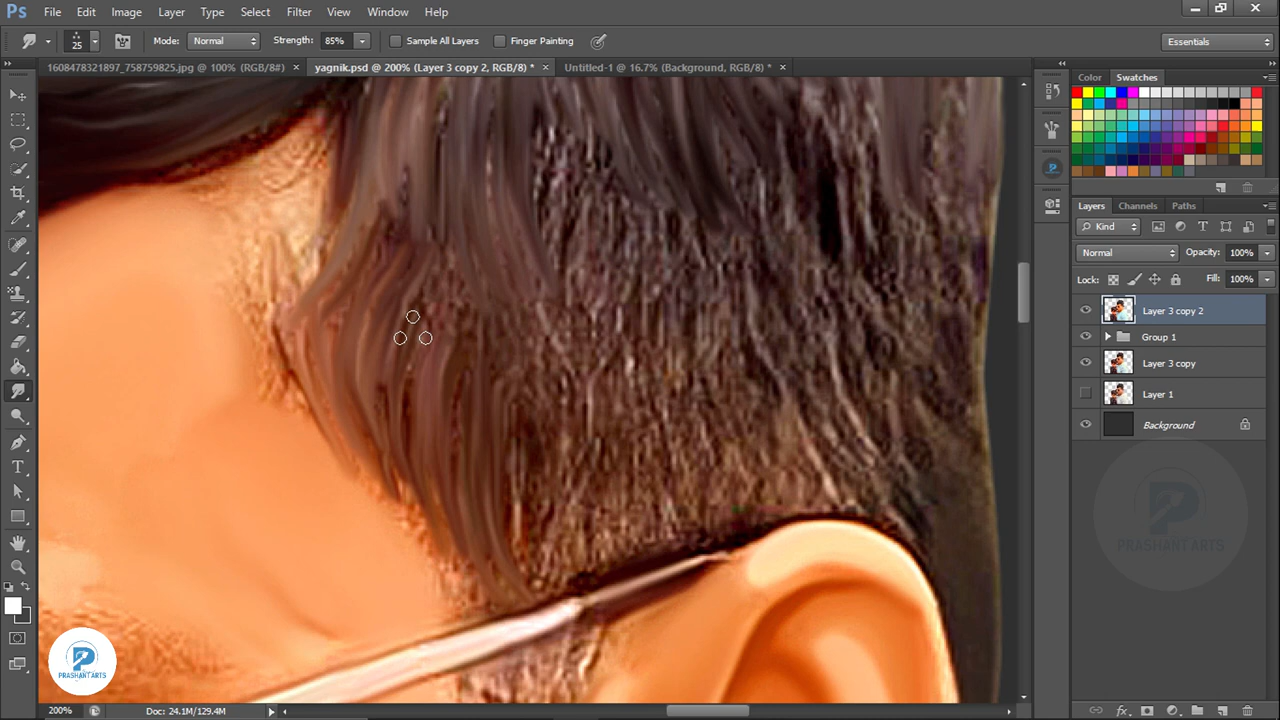 Ps File Edit Image Layer Type Select Filter View Window Help
25 Mode: Normal Strength: 85% Sample All Layers Finger Painting Essentials
1608478321897_758759825.jpg @ 100% (RGB/8#) × yagnik.psd @ 200% (Layer 3 copy 2, RGB/8) * × Untitled-1 @ 16.7% (Background, RGB/8) * ×
Color Swatches
Layers Channels Paths
Kind
Normal Opacity: 100%
Lock: Fill: 100%
Layer 3 copy 2
Group 1
Layer 3 copy
Layer 1
Background
PRASHANT ARTS
PRASHANT ARTS
200% Doc: 24.1M/129.4M